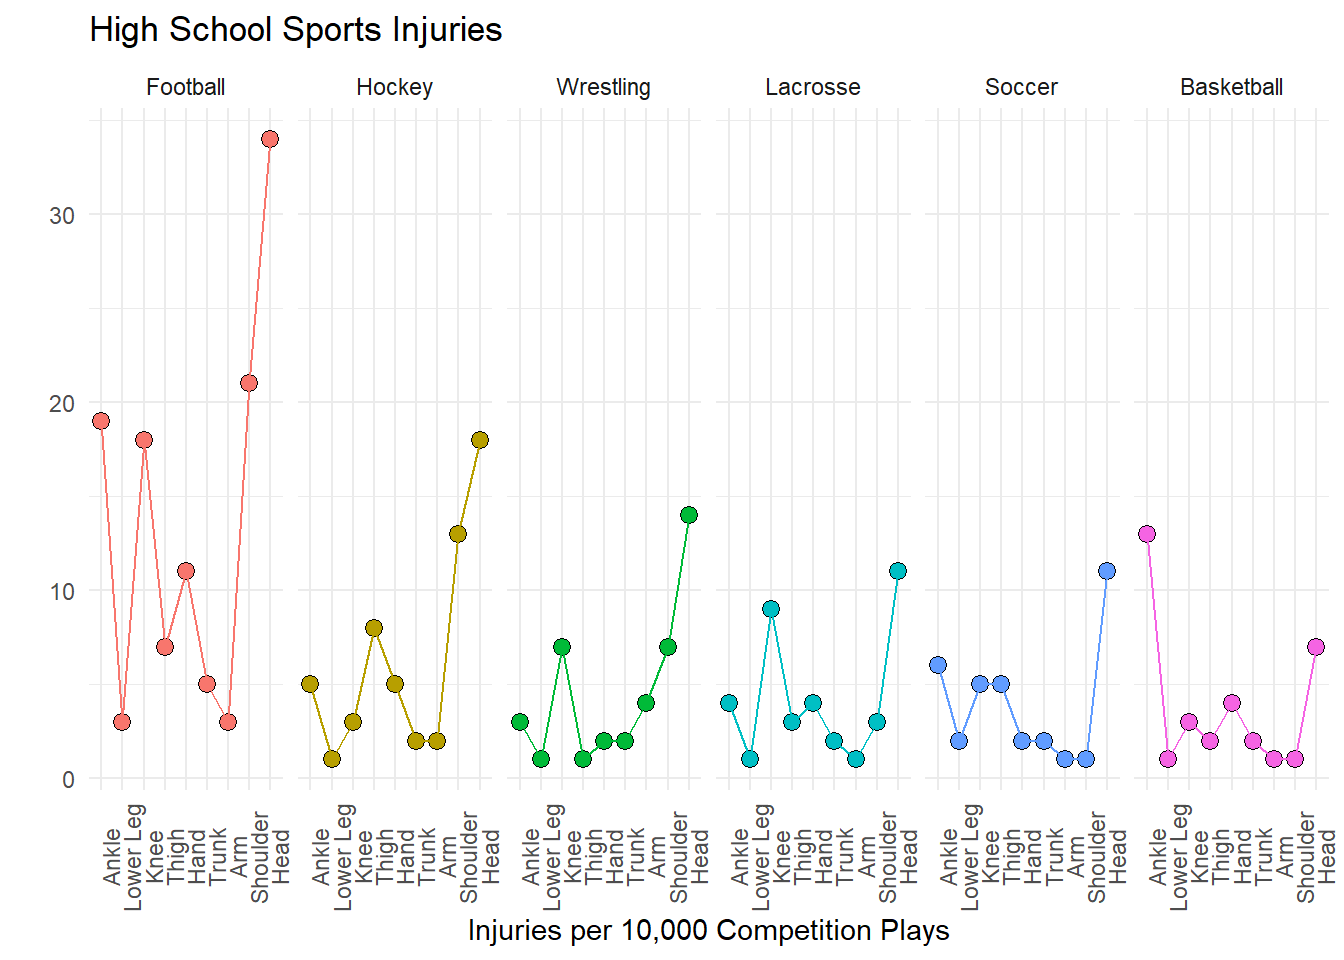 High School Sports Injuries
Football Hockey Wrestling Lacrosse Soccer Basketball
30
20
10
0
Ankle Lower Leg Knee Thigh Hand Trunk Arm Shoulder Head
Ankle Lower Leg Knee Thigh Hand Trunk Arm Shoulder Head
Ankle Lower Leg Knee Thigh Hand Trunk Arm Shoulder Head
Ankle Lower Leg Knee Thigh Hand Trunk Arm Shoulder Head
Ankle Lower Leg Knee Thigh Hand Trunk Arm Shoulder Head
Ankle Lower Leg Knee Thigh Hand Trunk Arm Shoulder Head
Injuries per 10,000 Competition Plays